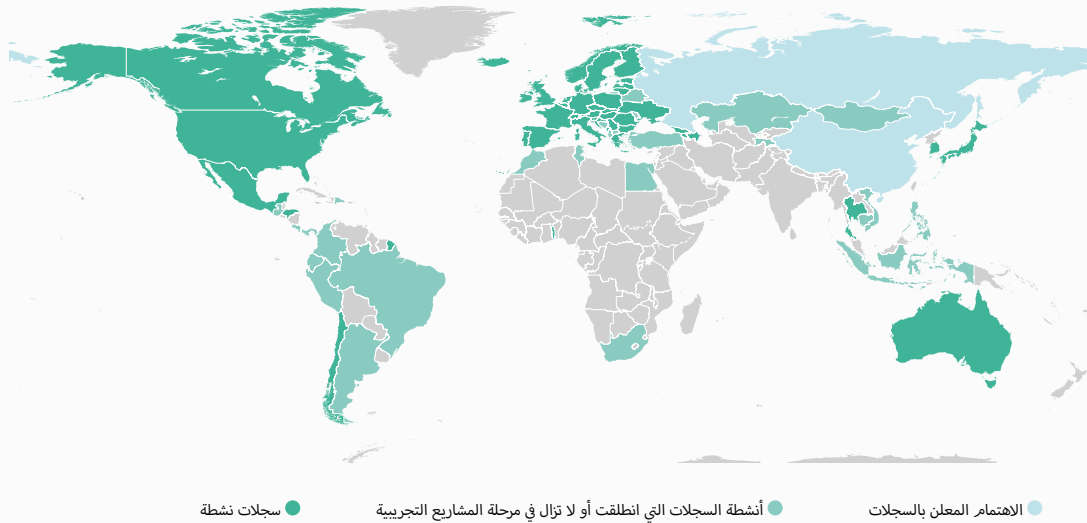 الاهتمام المعلن بالسجلات
أنشطة السجلات التي انطلقت أو لا تزال في مرحلة المشاريع التجريبية
سجلات نشطة